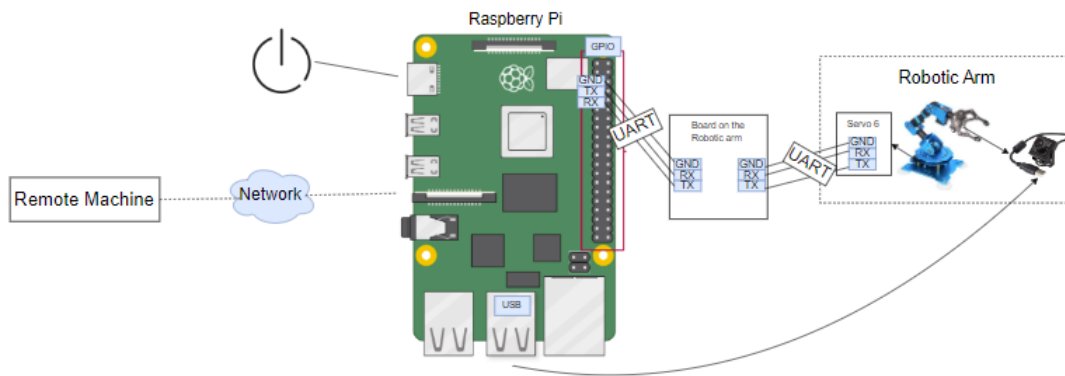 Raspberry Pi
GPIO
GND
TX
RX
UART
Board on the
Robotic arm
GND
RX
TX
GND
RX
TX
UART
Robotic Arm
Servo 6
GND
RX
TX
Remote Machine
Network
USB